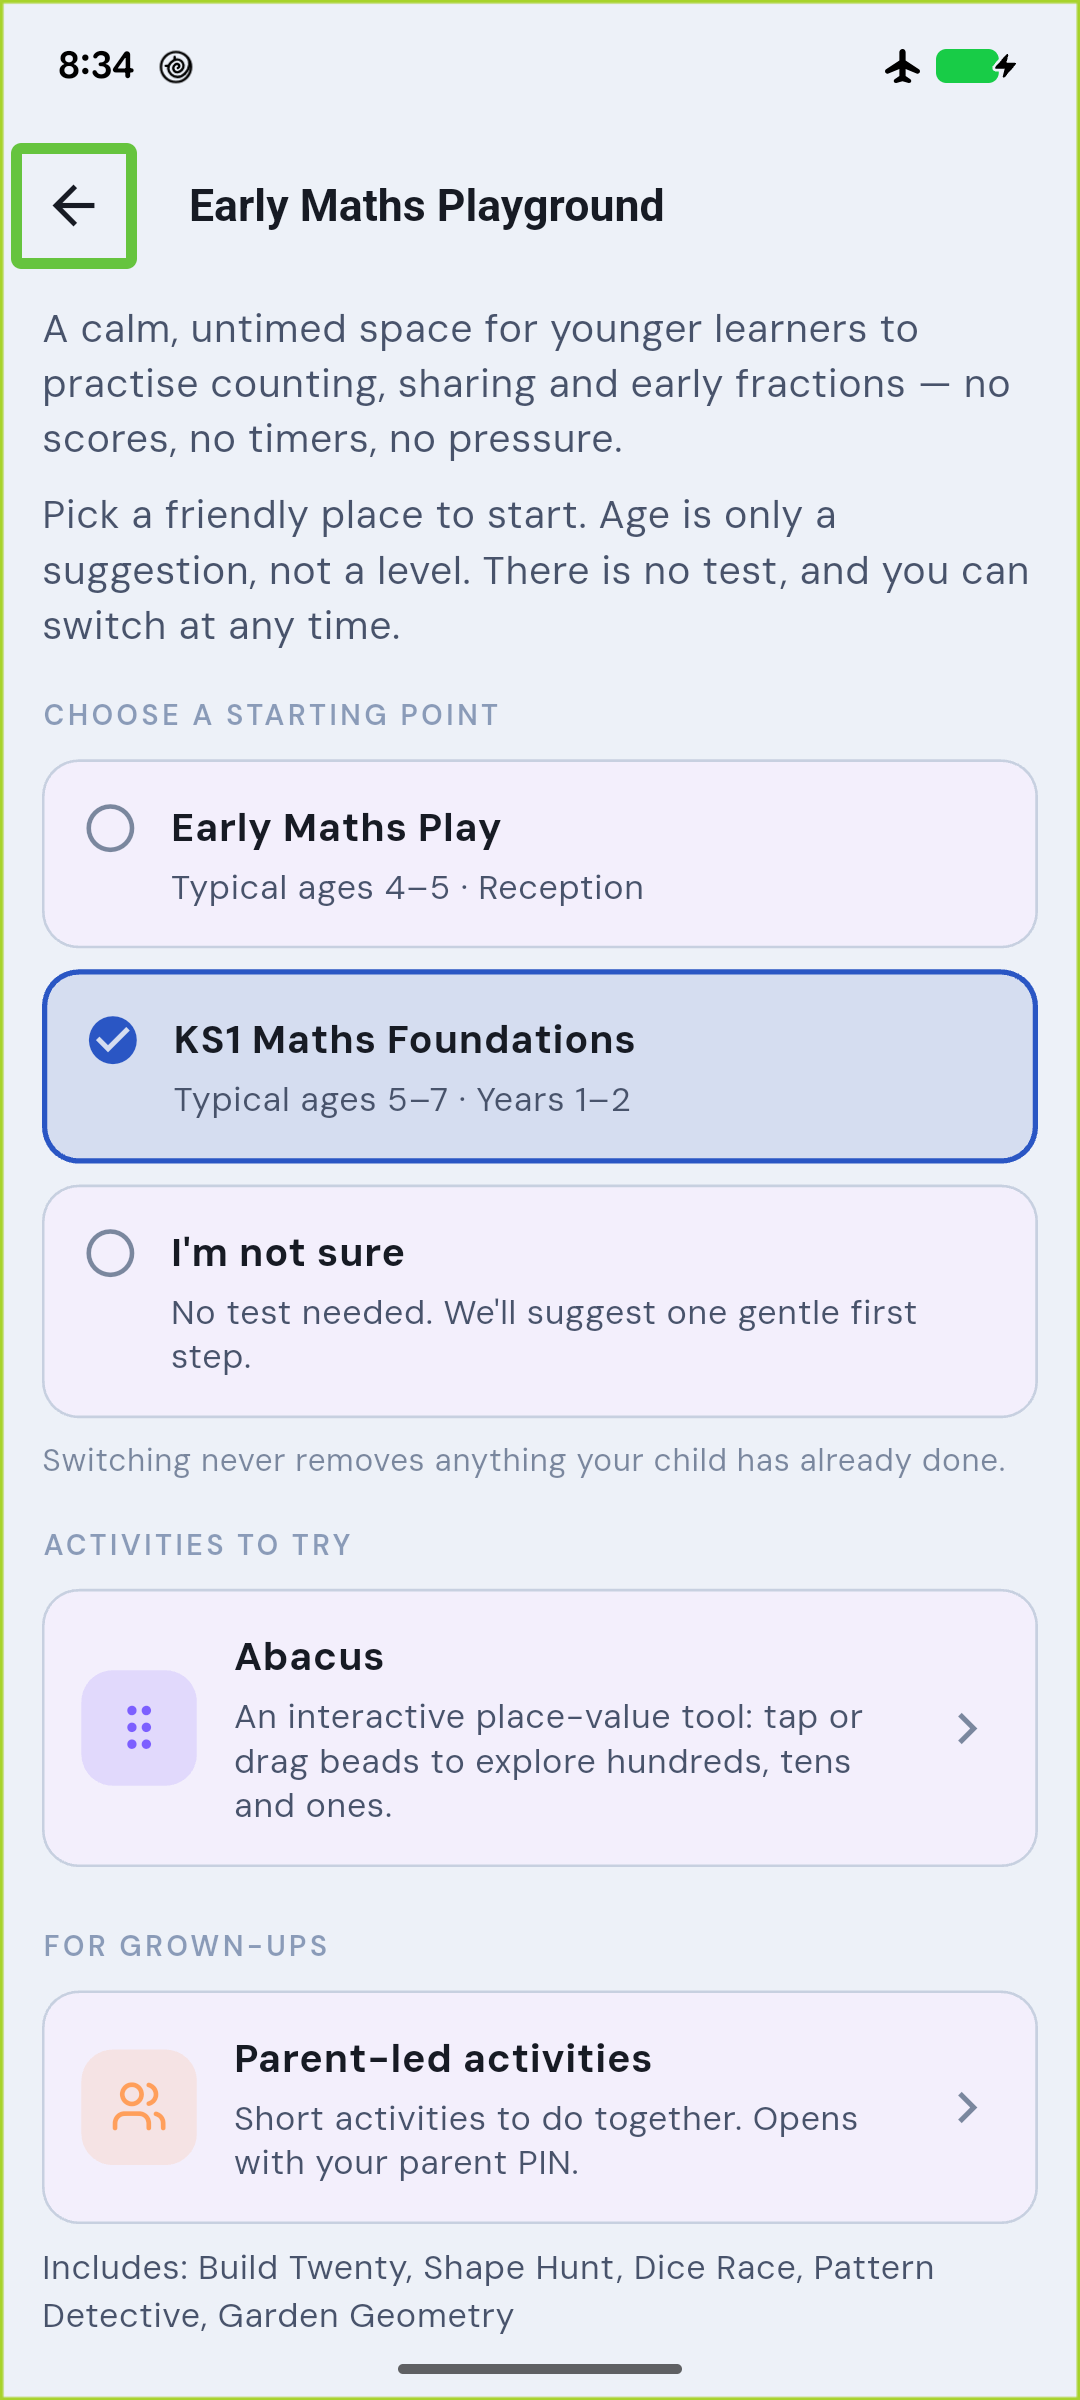 8:34
Early Maths Playground
A calm, untimed space for younger learners to
practise counting, sharing and early fractions — no
scores, no timers, no pressure.
Pick a friendly place to start. Age is only a
suggestion, not a level. There is no test, and you can
switch at any time.
CHOOSE A STARTING POINT
Early Maths Play
Typical ages 4–5 · Reception
KS1 Maths Foundations
Typical ages 5–7 · Years 1–2
I'm not sure
No test needed. We'll suggest one gentle first
step.
Switching never removes anything your child has already done.
ACTIVITIES TO TRY
Abacus
An interactive place-value tool: tap or
drag beads to explore hundreds, tens
and ones.
FOR GROWN-UPS
Parent-led activities
Short activities to do together. Opens
with your parent PIN.
Includes: Build Twenty, Shape Hunt, Dice Race, Pattern
Detective, Garden Geometry